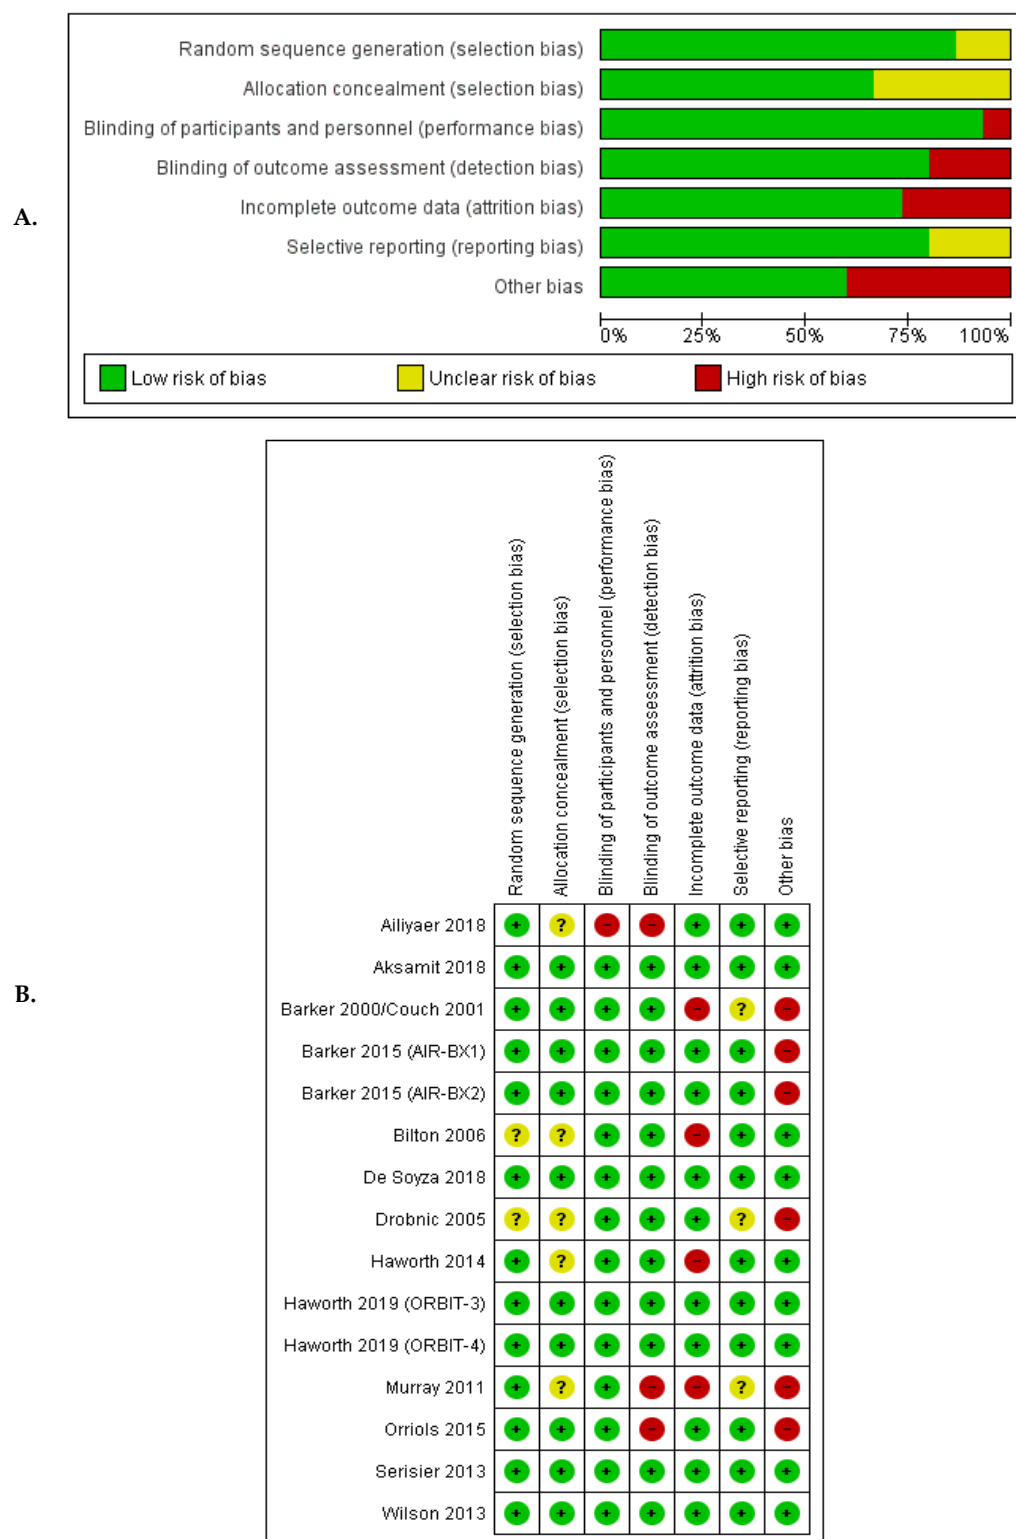 A.
Random sequence generation (selection bias)
Allocation concealment (selection bias)
Blinding of participants and personnel (performance bias)
Blinding of outcome assessment (detection bias)
Incomplete outcome data (attrition bias)
Selective reporting (reporting bias)
Other bias
0% 25% 50% 75% 100%
Low risk of bias Unclear risk of bias High risk of bias
B.
Random sequence generation (selection bias)
Allocation concealment (selection bias)
Blinding of participants and personnel (performance bias)
Blinding of outcome assessment (detection bias)
Incomplete outcome data (attrition bias)
Selective reporting (reporting bias)
Other bias
Ailiyaer 2018 + ? - - + + +
Aksamit 2018 + + + + + + +
Barker 2000/Couch 2001 + + + + - ? -
Barker 2015 (AIR-BX1) + + + + + + -
Barker 2015 (AIR-BX2) + + + + + + -
Bilton 2006 ? ? + + - + +
De Soyza 2018 + + + + + + +
Drobnic 2005 ? ? + + + ? -
Haworth 2014 + ? + + - + +
Haworth 2019 (ORBIT-3) + + + + + + +
Haworth 2019 (ORBIT-4) + + + + + + +
Murray 2011 + ? + - - ? -
Orriols 2015 + + + - + + -
Serisier 2013 + + + + + + +
Wilson 2013 + + + + + + +